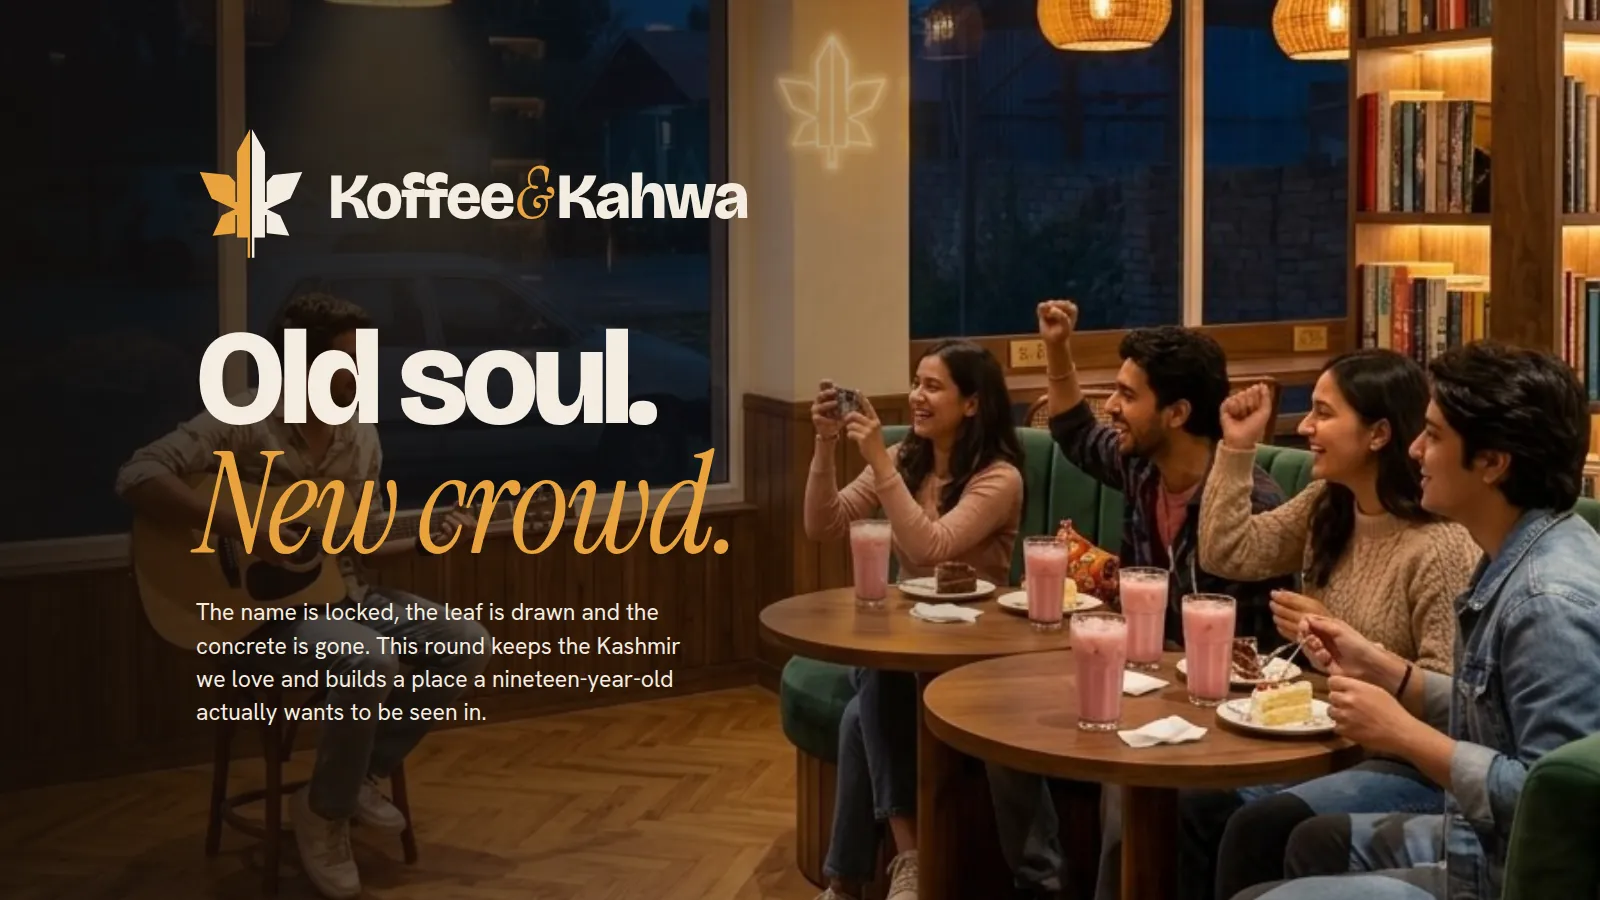 Koffee&Kahwa
Old soul.
New crowd.
The name is locked, the leaf is drawn and the
concrete is gone. This round keeps the Kashmir
we love and builds a place a nineteen-year-old
actually wants to be seen in.